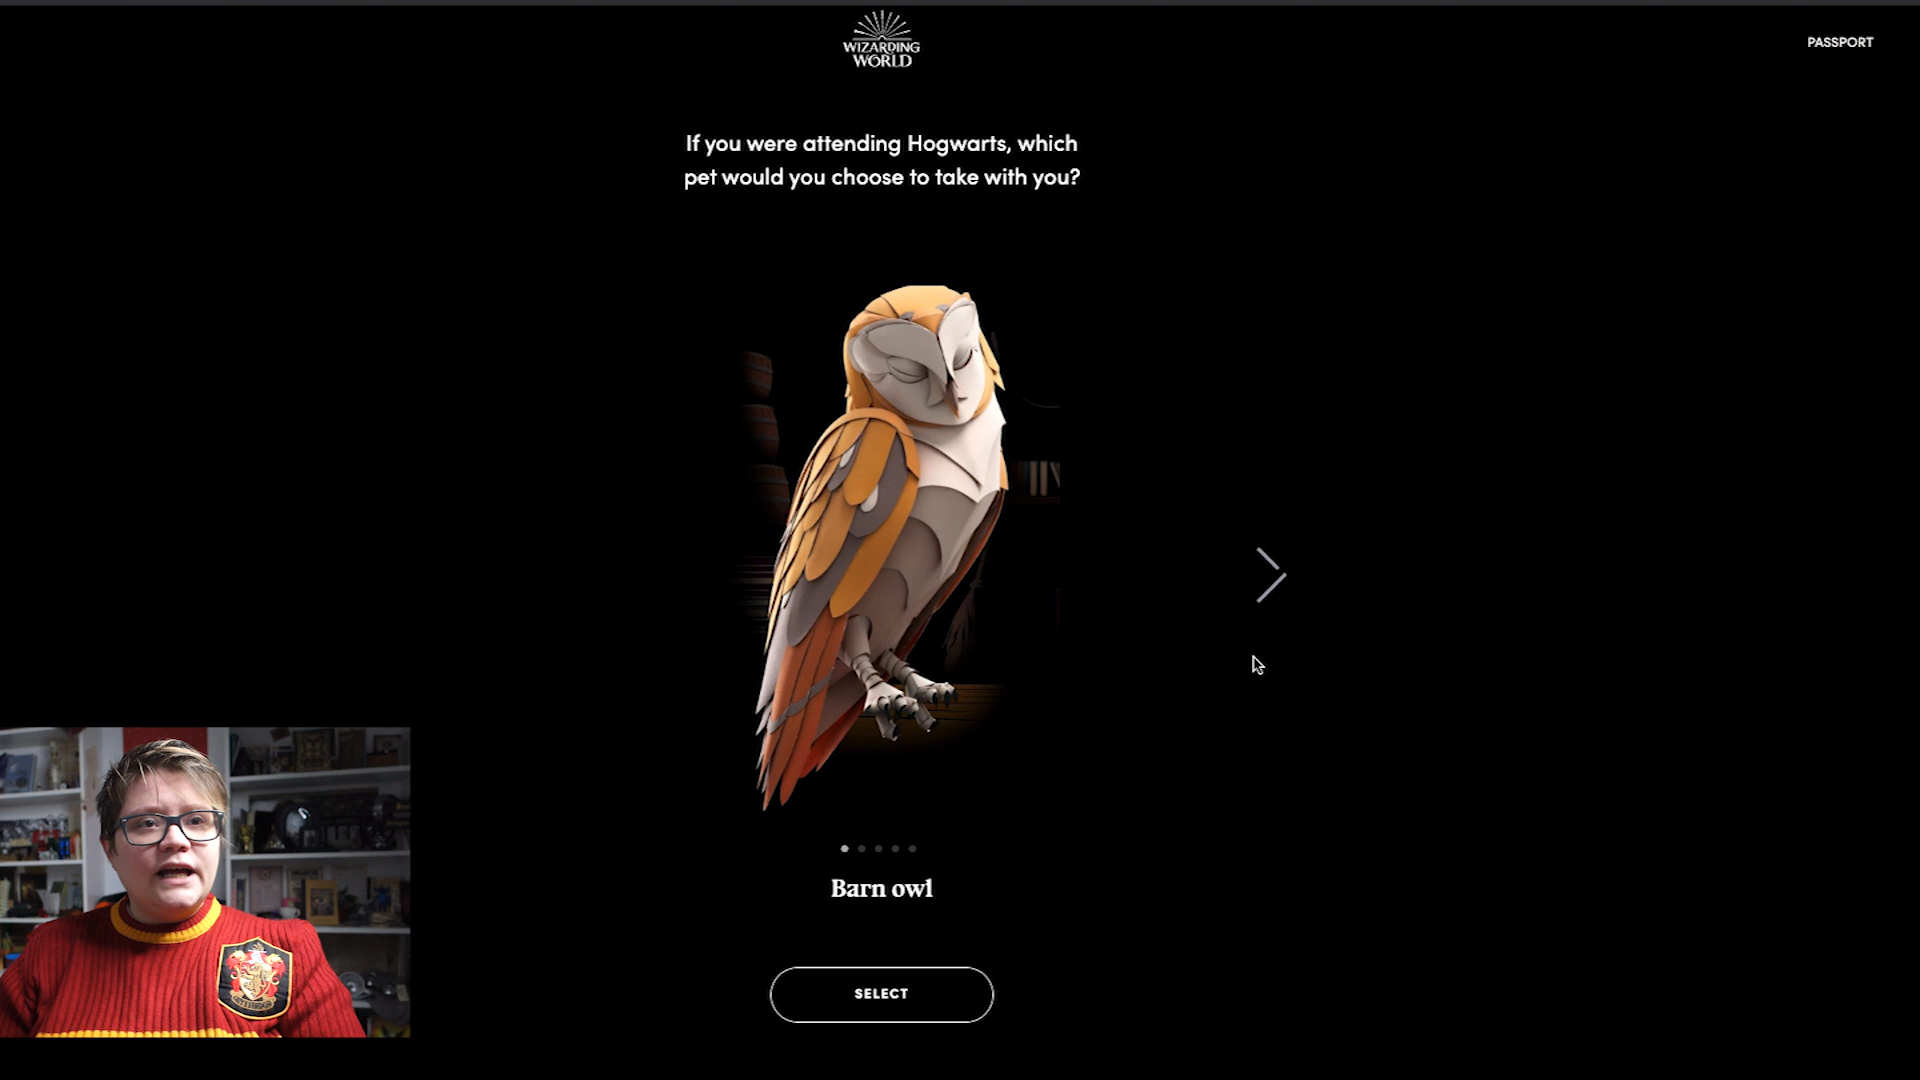 WIZARDING
WORLD
PASSPORT
If you were attending Hogwarts, which
pet would you choose to take with you?
Barn owl
SELECT